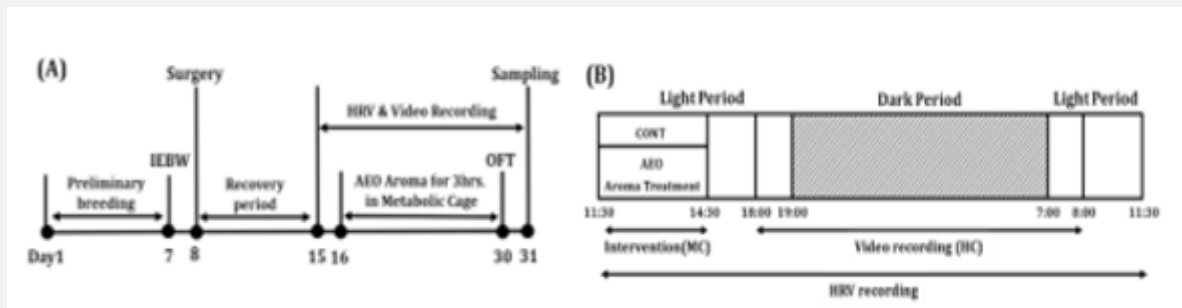 (A)
Surgery
Sampling
HRV & Video Recording
IEBW
OFT
Preliminary
breeding
Recovery
period
AEO Aroma for 3hrs.
in Metabolic Cage
Day1
7
8
15
16
30
31
(B)
Light Period
Dark Period
Light Period
CONT
AEO
Aroma Treatment
11:30
14:30
18:00
19:00
7:00
8:00
11:30
Intervention(MC)
Video recording (HC)
HRV recording